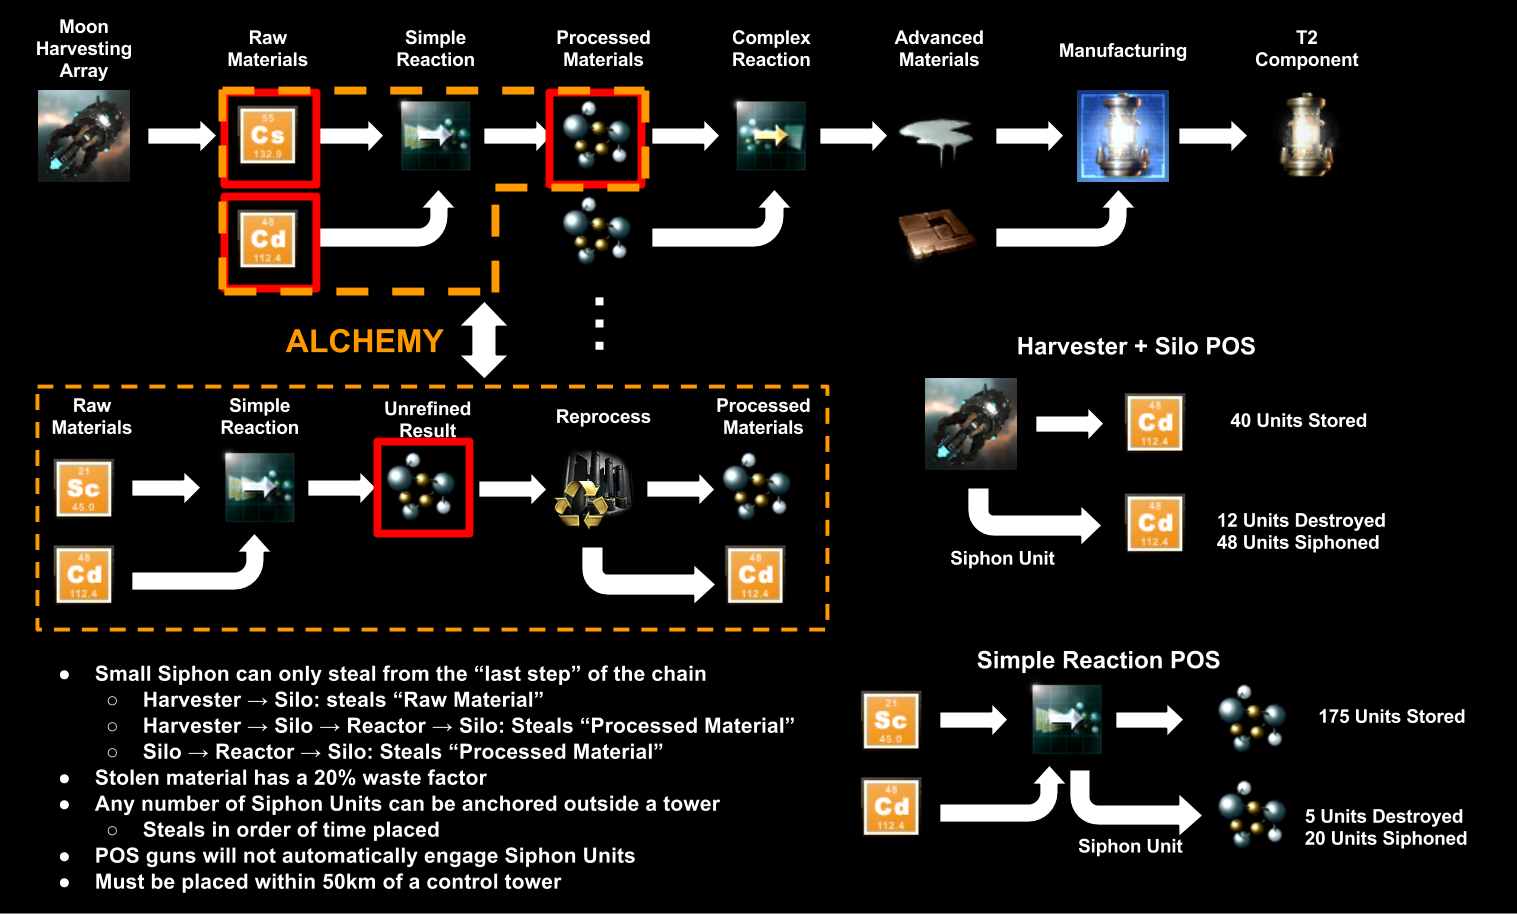 Moon
Harvesting
Array
Raw
Materials
Simple
Reaction
Processed
Materials
Complex
Reaction
Advanced
Materials
Manufacturing
T2
Component
55
Cs
132.9
48
Cd
112.4
ALCHEMY
Raw
Materials
Simple
Reaction
Unrefined
Result
Reprocess
Processed
Materials
21
Sc
45.0
48
Cd
112.4
48
Cd
112.4
Harvester + Silo POS
48
Cd
112.4
40 Units Stored
48
Cd
112.4
12 Units Destroyed
48 Units Siphoned
Siphon Unit
Simple Reaction POS
21
Sc
45.0
175 Units Stored
48
Cd
112.4
5 Units Destroyed
20 Units Siphoned
Siphon Unit
● Small Siphon can only steal from the “last step” of the chain
○ Harvester → Silo: steals “Raw Material”
○ Harvester → Silo → Reactor → Silo: Steals “Processed Material”
○ Silo → Reactor → Silo: Steals “Processed Material”
● Stolen material has a 20% waste factor
● Any number of Siphon Units can be anchored outside a tower
○ Steals in order of time placed
● POS guns will not automatically engage Siphon Units
● Must be placed within 50km of a control tower